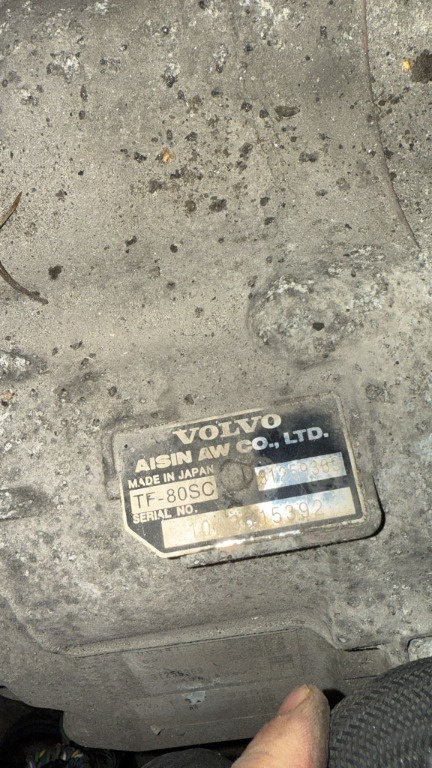 VOLVO
AISIN AW CO., LTD.
MADE IN JAPAN
TF-80SC
SERIAL NO.